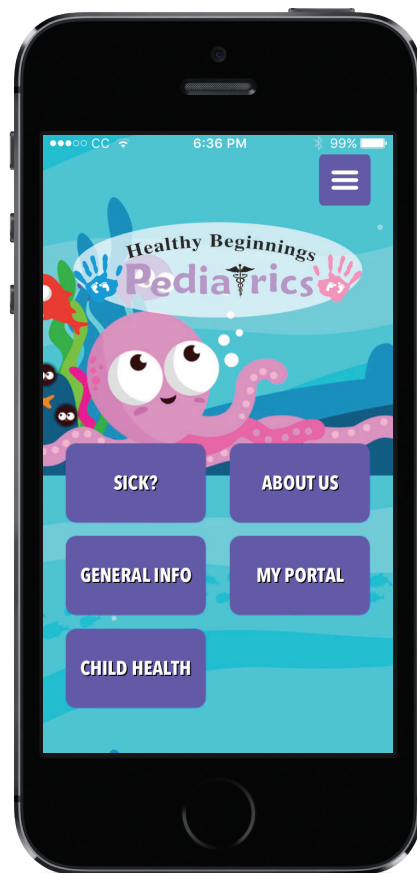 ●●●○○ CC 6:36 PM 99%
Healthy Beginnings
Pediatrics
SICK? ABOUT US
GENERAL INFO MY PORTAL
CHILD HEALTH